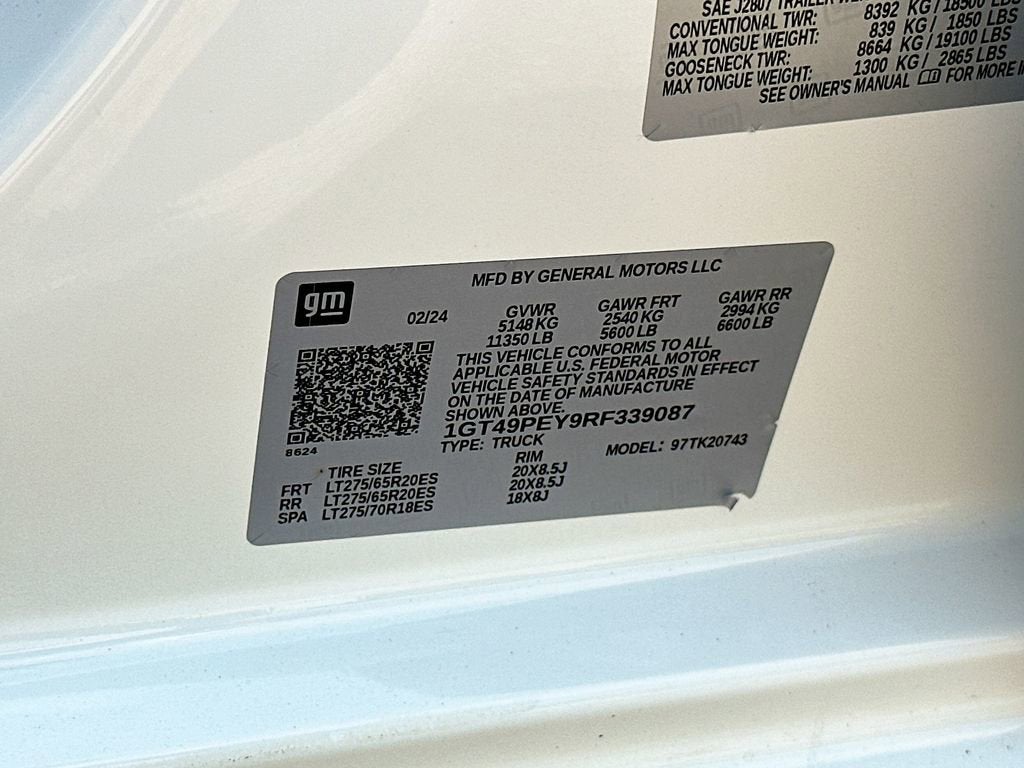 SAE J2807 TRAILER
CONVENTIONAL TWR: 8392 KG / 18500 LBS
MAX TONGUE WEIGHT: 839 KG / 1850 LBS
GOOSENECK TWR: 8664 KG / 19100 LBS
MAX TONGUE WEIGHT: 1300 KG / 2865 LBS
SEE OWNER'S MANUAL FOR MORE
gm
MFD BY GENERAL MOTORS LLC
gm
02/24 GVWR GAWR FRT GAWR RR
5148 KG 2540 KG 2994 KG
11350 LB 5600 LB 6600 LB
THIS VEHICLE CONFORMS TO ALL
APPLICABLE U.S. FEDERAL MOTOR
VEHICLE SAFETY STANDARDS IN EFFECT
ON THE DATE OF MANUFACTURE
SHOWN ABOVE.
1GT49PEY9RF339087
8624
TYPE: TRUCK MODEL: 97TK20743
TIRE SIZE RIM
FRT LT275/65R20ES 20X8.5J
RR LT275/65R20ES 20X8.5J
SPA LT275/70R18ES 18X8J